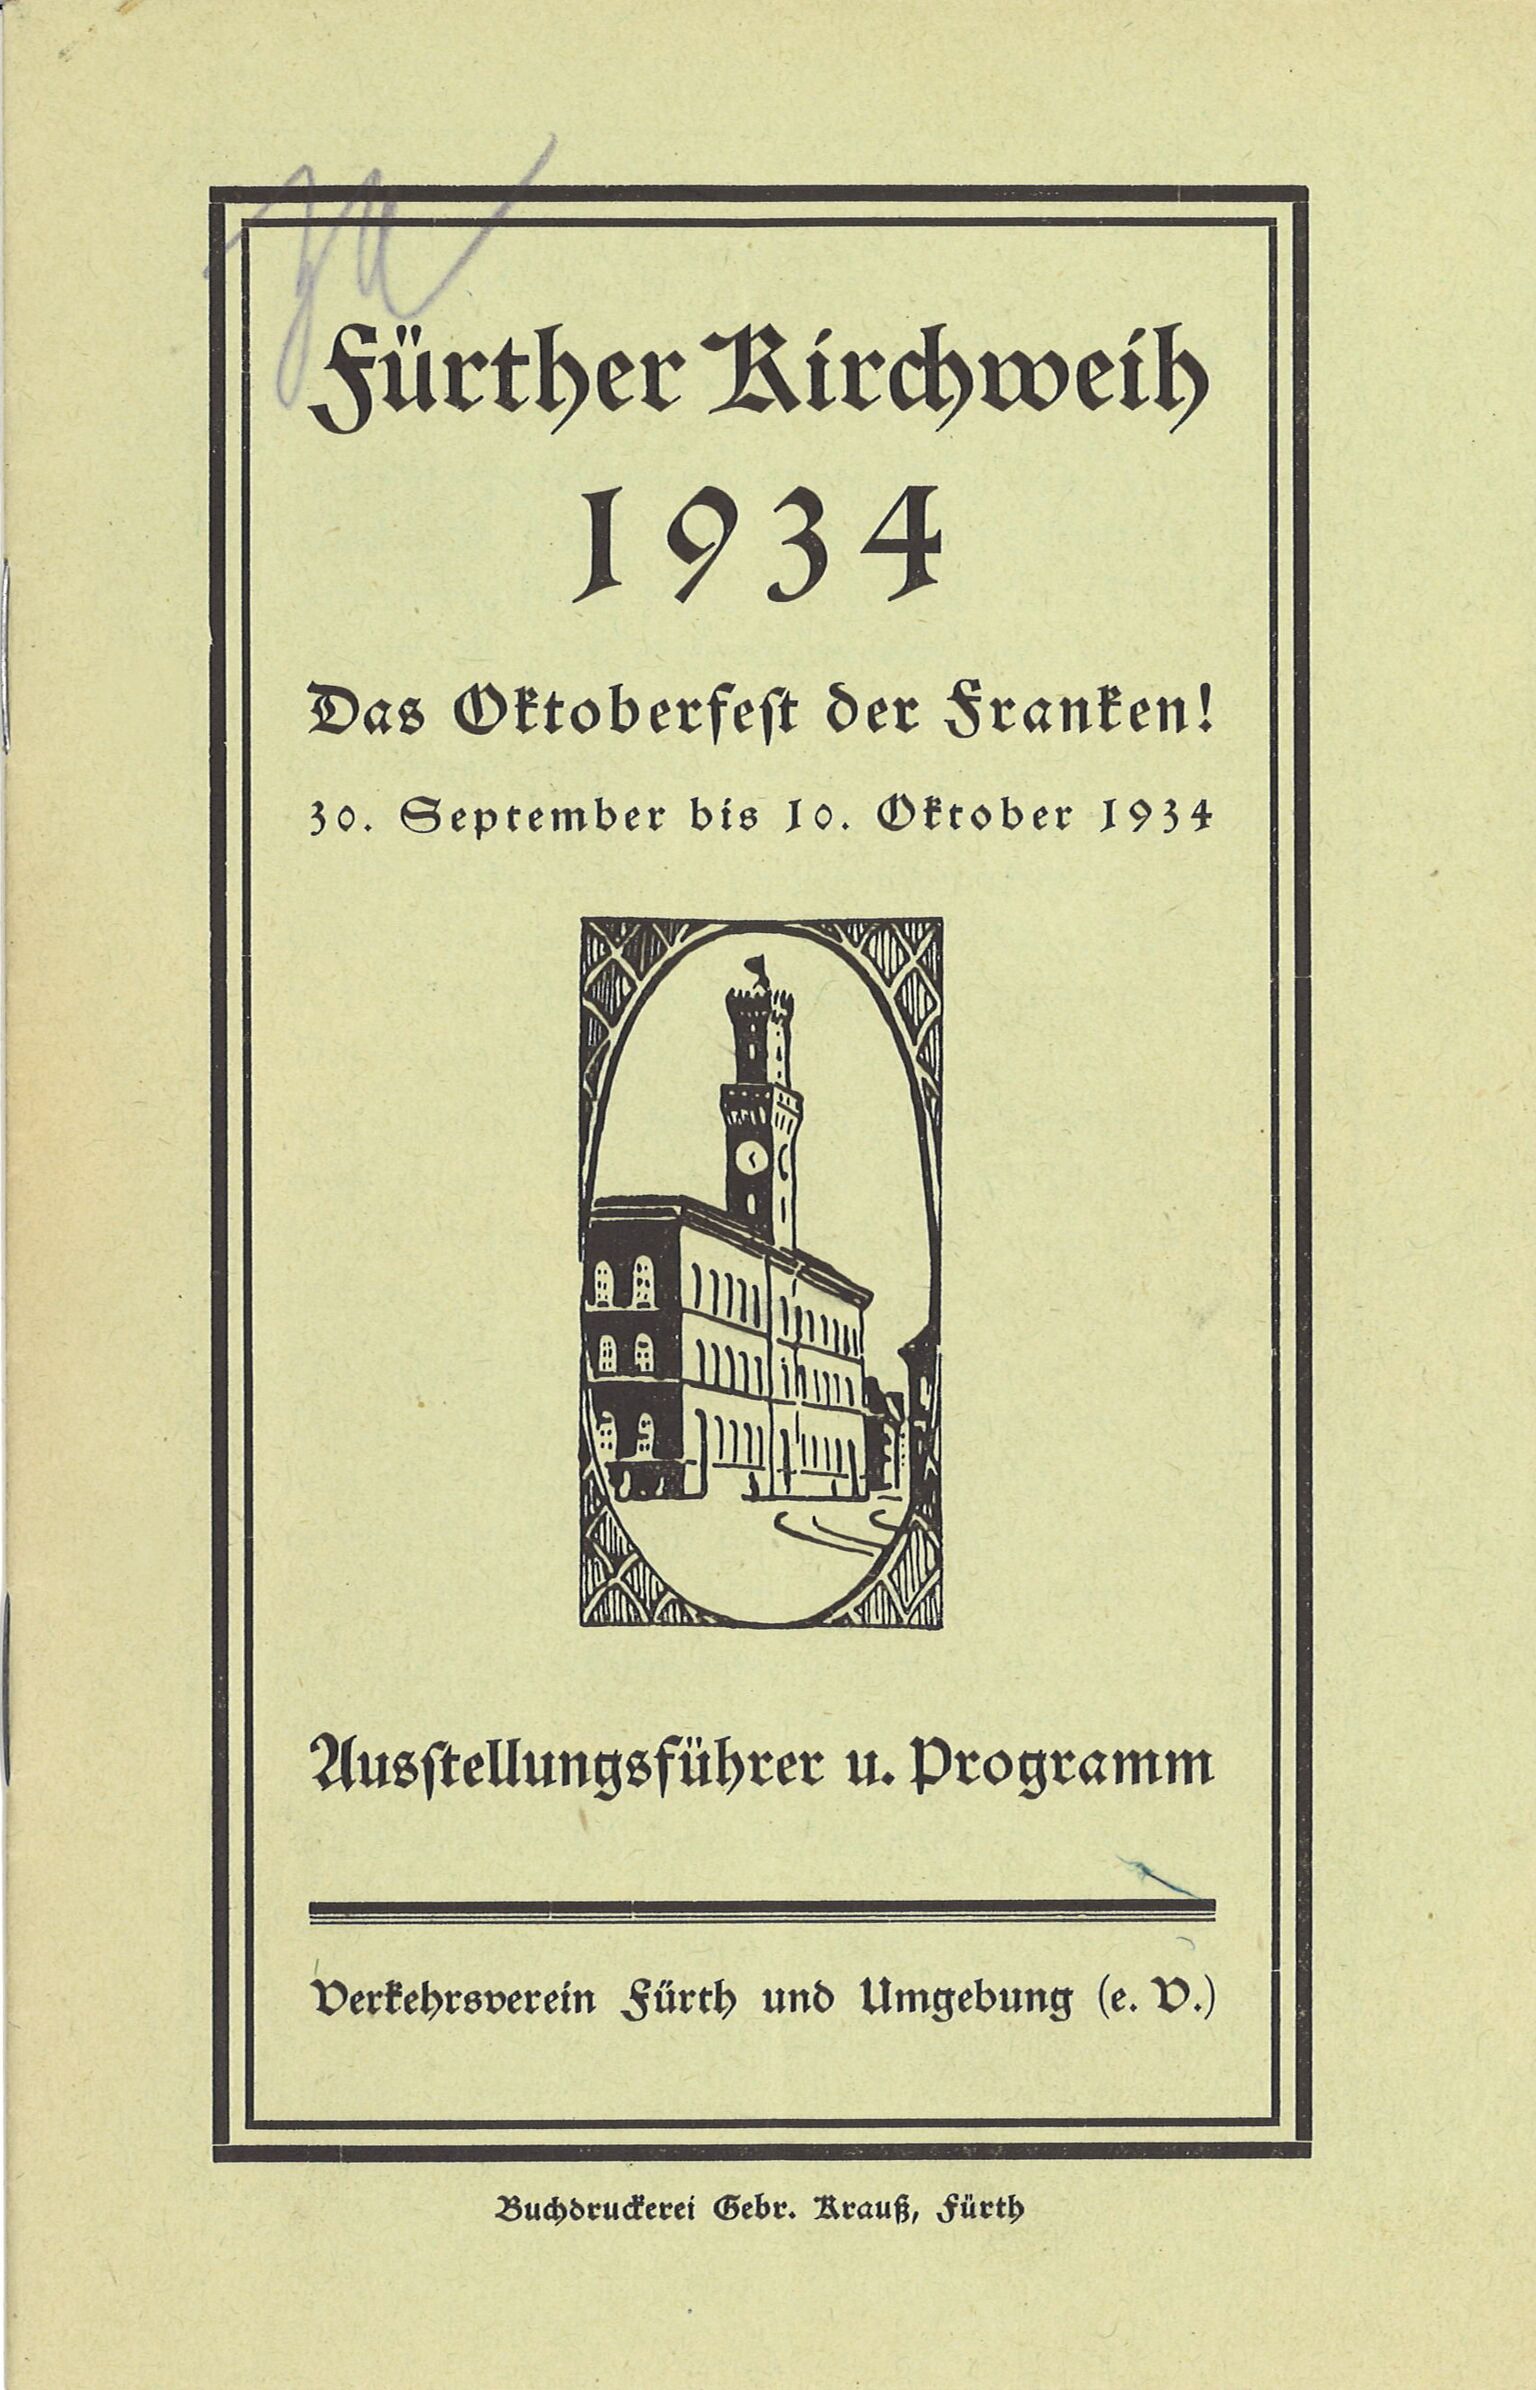 Fürther Kirchweih
1934
Das Oktoberfest der Franken!
30. September bis 10. Oktober 1934
Ausstellungsführer u. Programm
Verkehrsverein Fürth und Umgebung (e. V.)
Buchdruckerei Gebr. Krauß, Fürth